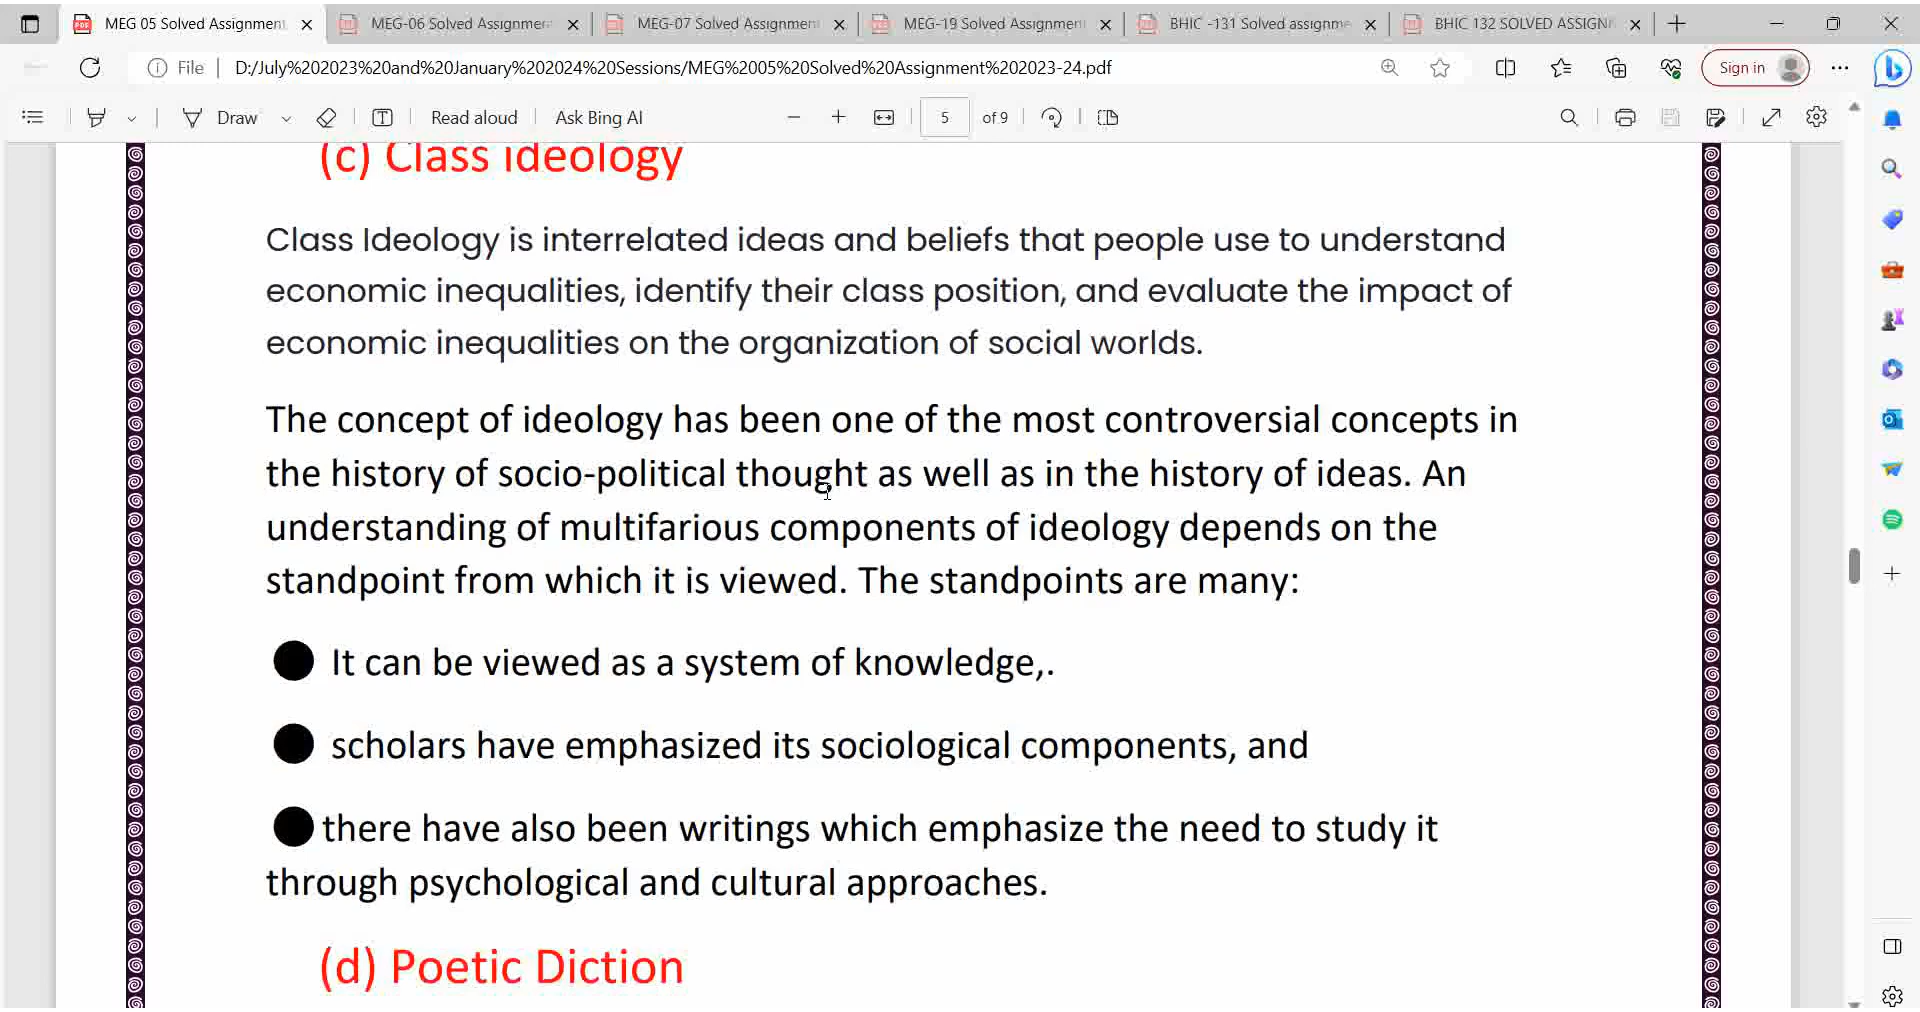 MEG 05 Solved Assignment
MEG-06 Solved Assignmen
MEG-07 Solved Assignment
MEG-19 Solved Assignment
BHIC -131 Solved assignme
BHIC 132 SOLVED ASSIGN
File
D:/July%202023%20and%20January%202024%20Sessions/MEG%2005%20Solved%20Assignment%202023-24.pdf
Sign in
Draw
Read aloud
Ask Bing AI
5
of 9
(c) Class ideology
Class Ideology is interrelated ideas and beliefs that people use to understand
economic inequalities, identify their class position, and evaluate the impact of
economic inequalities on the organization of social worlds.
The concept of ideology has been one of the most controversial concepts in
the history of socio-political thought as well as in the history of ideas. An
understanding of multifarious components of ideology depends on the
standpoint from which it is viewed. The standpoints are many:
● It can be viewed as a system of knowledge,.
● scholars have emphasized its sociological components, and
● there have also been writings which emphasize the need to study it
through psychological and cultural approaches.
(d) Poetic Diction